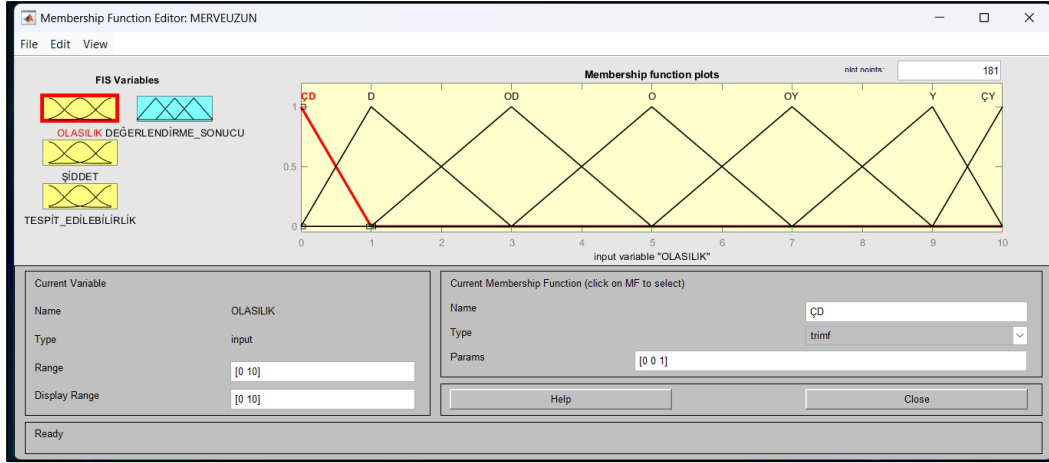 Membership Function Editor: MERVEUZUN
File Edit View
FIS Variables
OLASILIK DEĞERLENDİRME_SONUCU
ŞİDDET
TESPİT_EDİLEBİLİRLİK
Membership function plots
plot points: 181
ÇD D OD O OY Y ÇY
1
0.5
0
0 1 2 3 4 5 6 7 8 9 10
input variable "OLASILIK"
Current Variable
Name OLASILIK
Type input
Range [0 10]
Display Range [0 10]
Current Membership Function (click on MF to select)
Name ÇD
Type trimf
Params [0 0 1]
Help Close
Ready